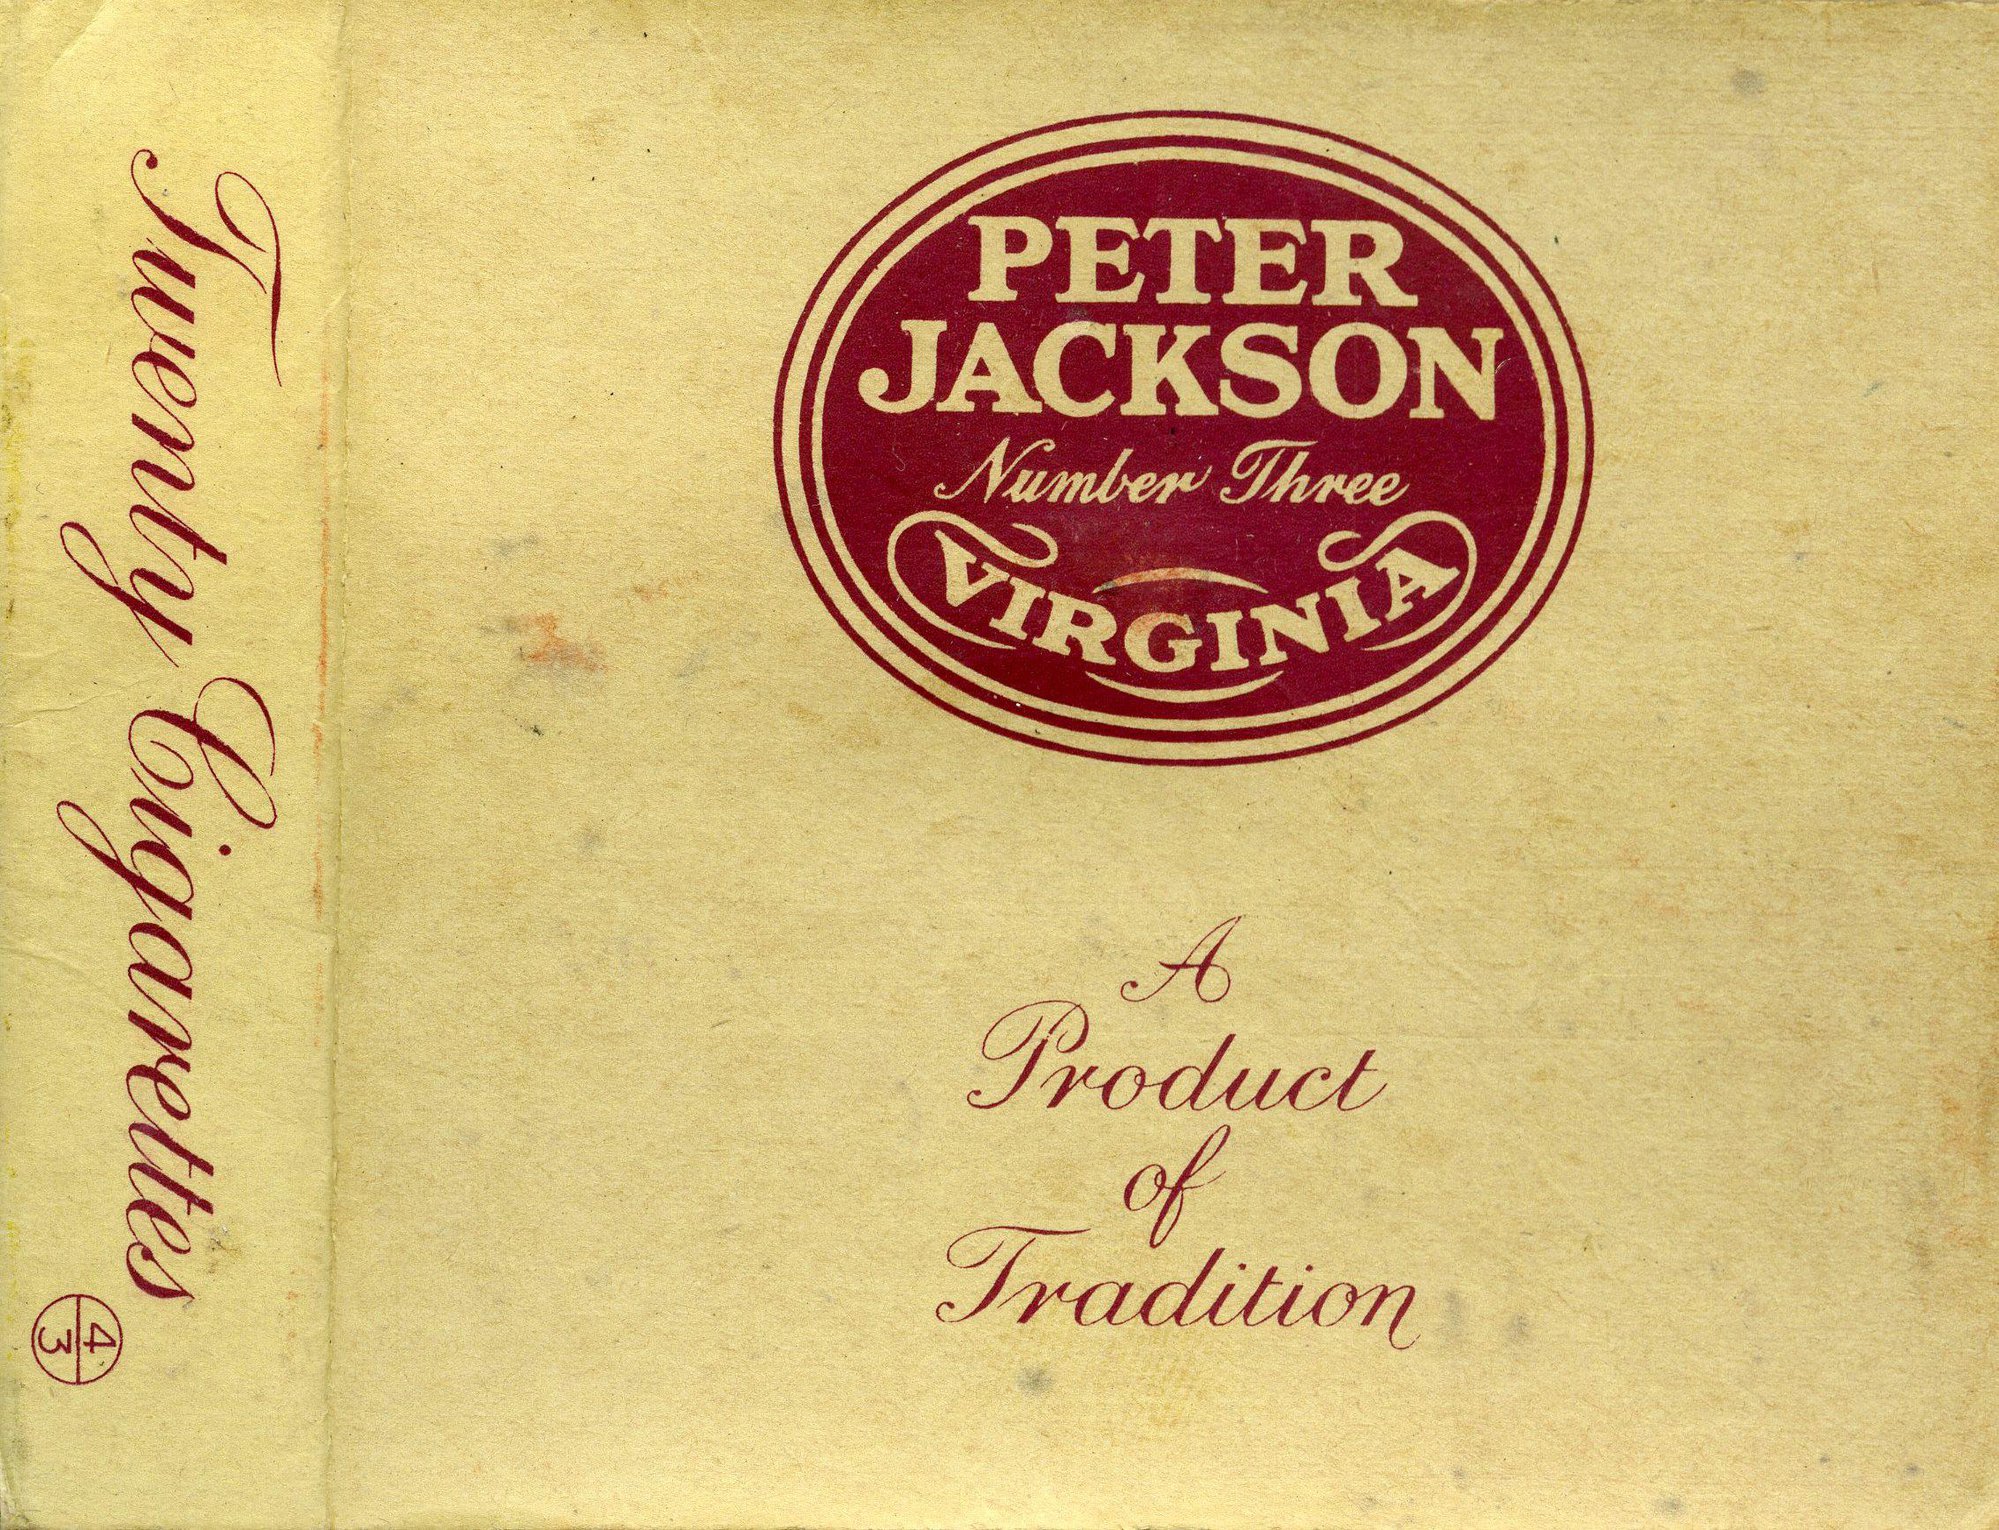 Twenty Cigarettes
4
3
PETER
JACKSON
Number Three
VIRGINIA
A
Product
of
Tradition